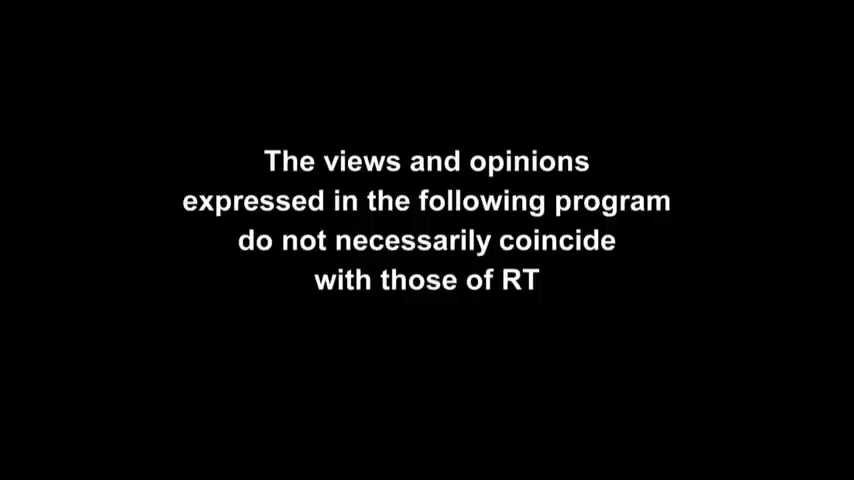 The views and opinions
expressed in the following program
do not necessarily coincide
with those of RT